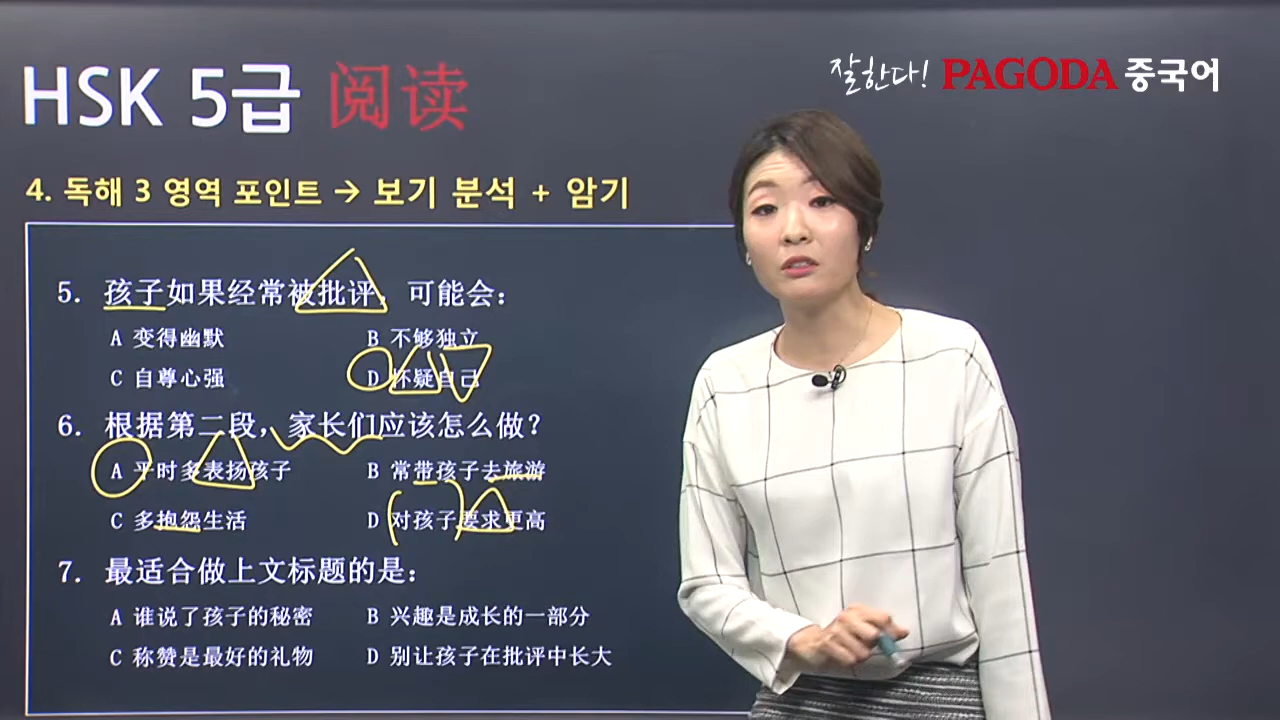 HSK 5급 阅读
잘한다! PAGODA 중국어
4. 독해 3 영역 포인트 → 보기 분석 + 암기
5. 孩子如果经常被批评，可能会：
A 变得幽默 B 不够独立
C 自尊心强 D 怀疑自己
6. 根据第二段，家长们应该怎么做？
A 平时多表扬孩子 B 常带孩子去旅游
C 多抱怨生活 D 对孩子要求更高
7. 最适合做上文标题的是：
A 谁说了孩子的秘密 B 兴趣是成长的一部分
C 称赞是最好的礼物 D 别让孩子在批评中长大